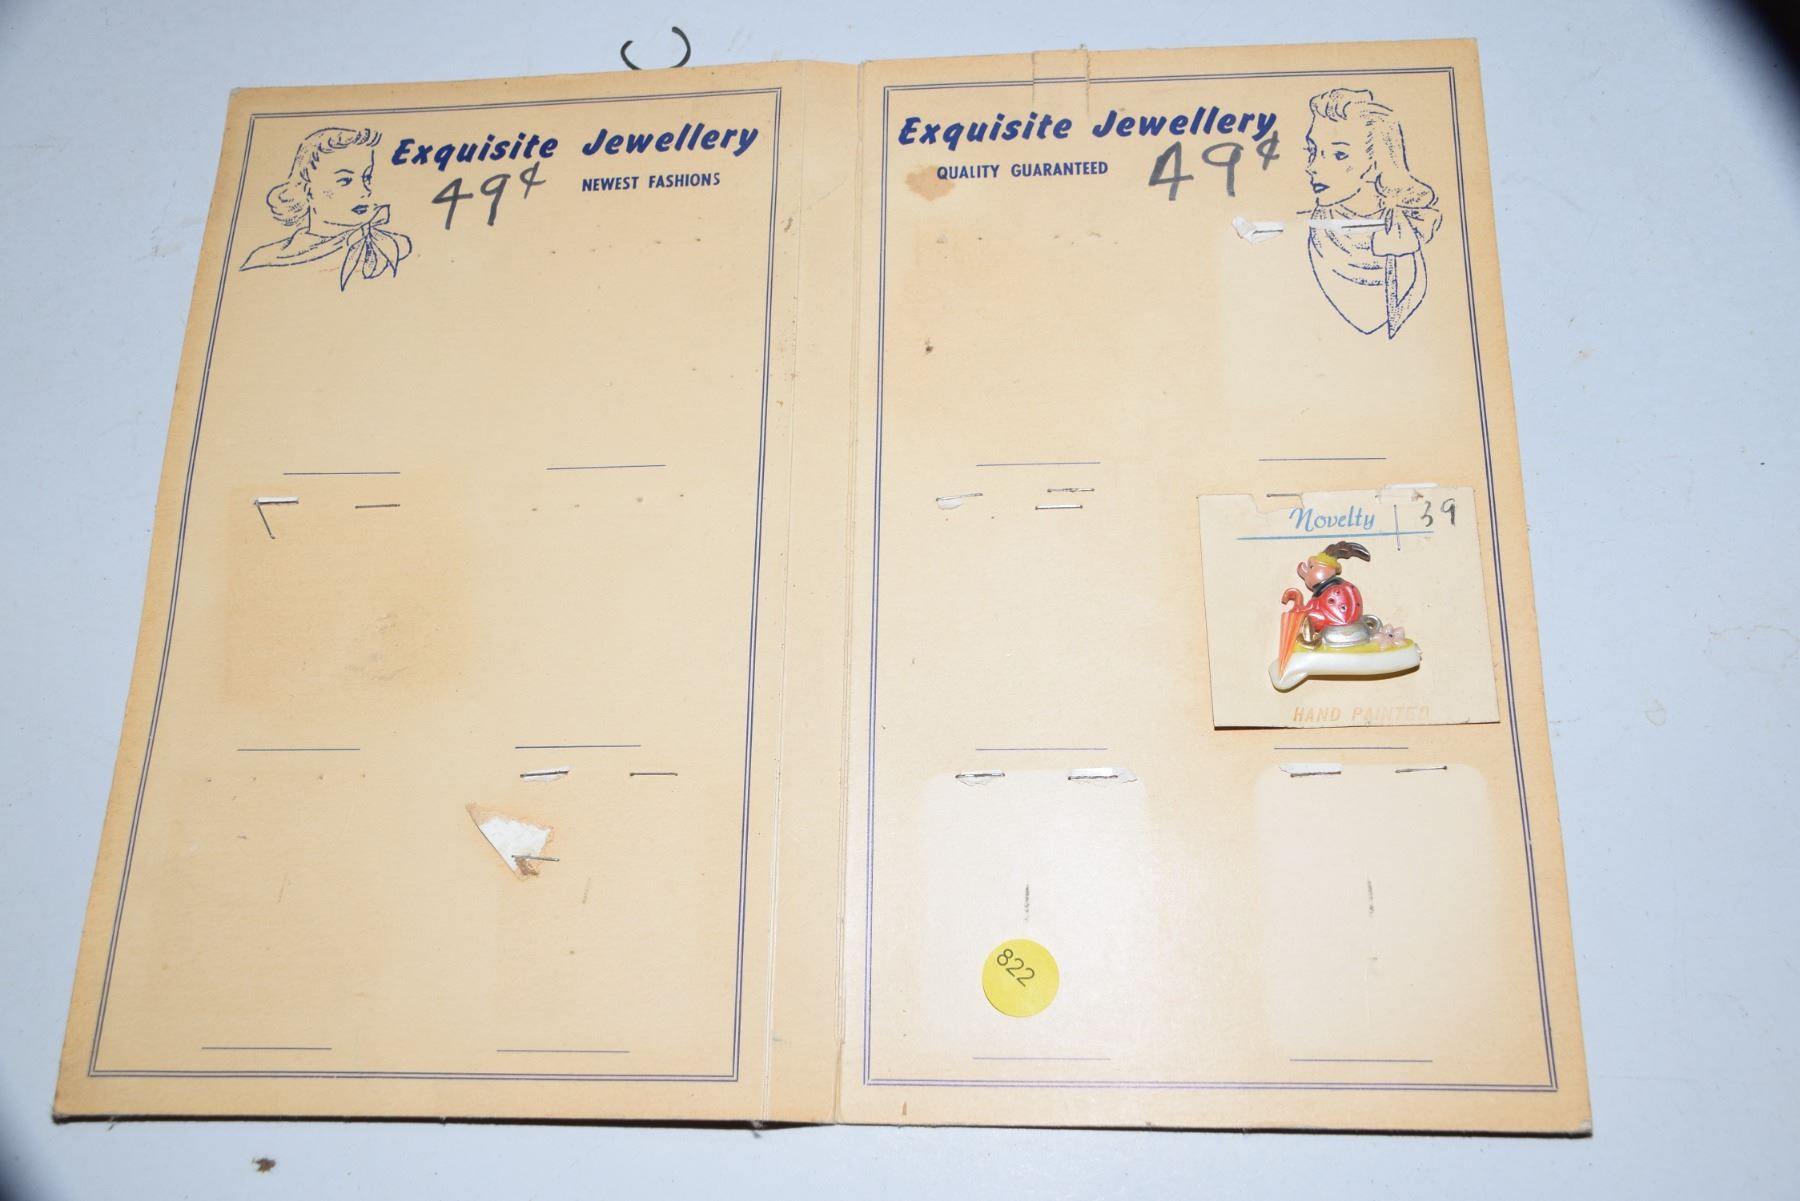 Exquisite Jewellery
49¢
NEWEST FASHIONS
Exquisite Jewellery
QUALITY GUARANTEED
49¢
Novelty
39
HAND PAINTED
822